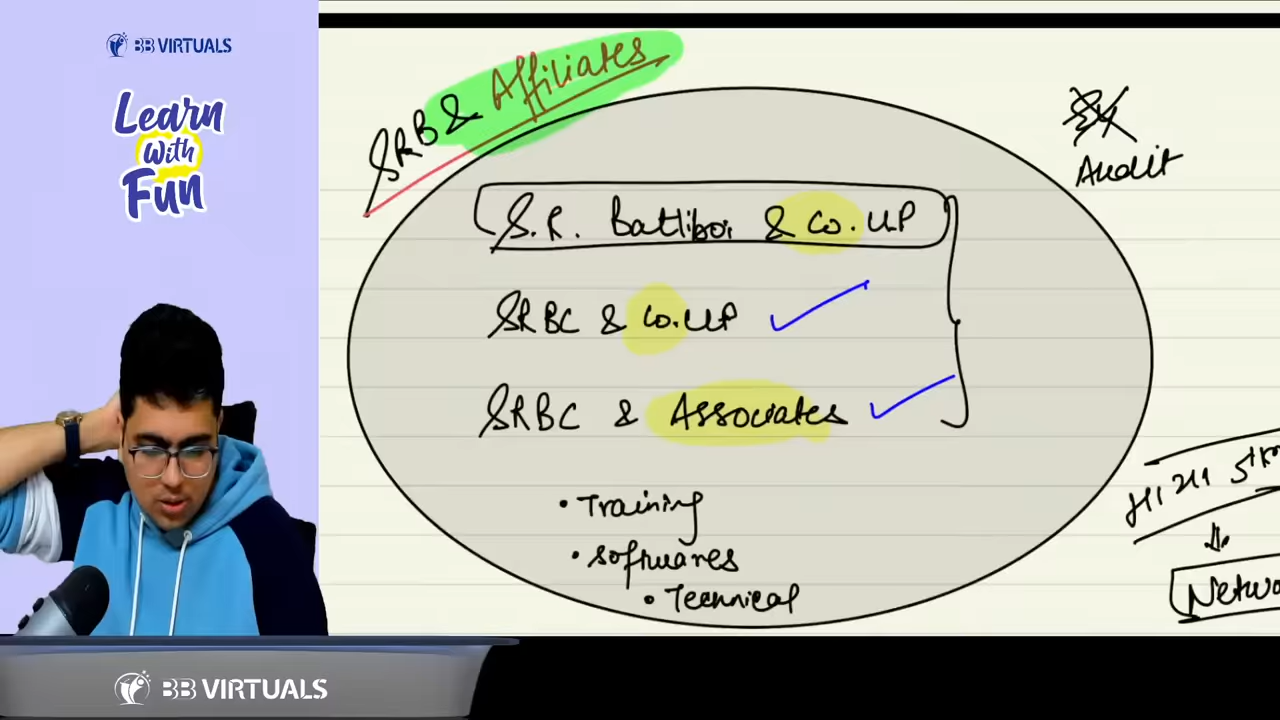 BB VIRTUALS
Learn
With
Fun
SRB & Affiliates
Audit
S.R. Batliboi & Co. LLP
SRBC & Co. LLP
SRBC & Associates
• Training
• Softwares
• Technical
BB VIRTUALS